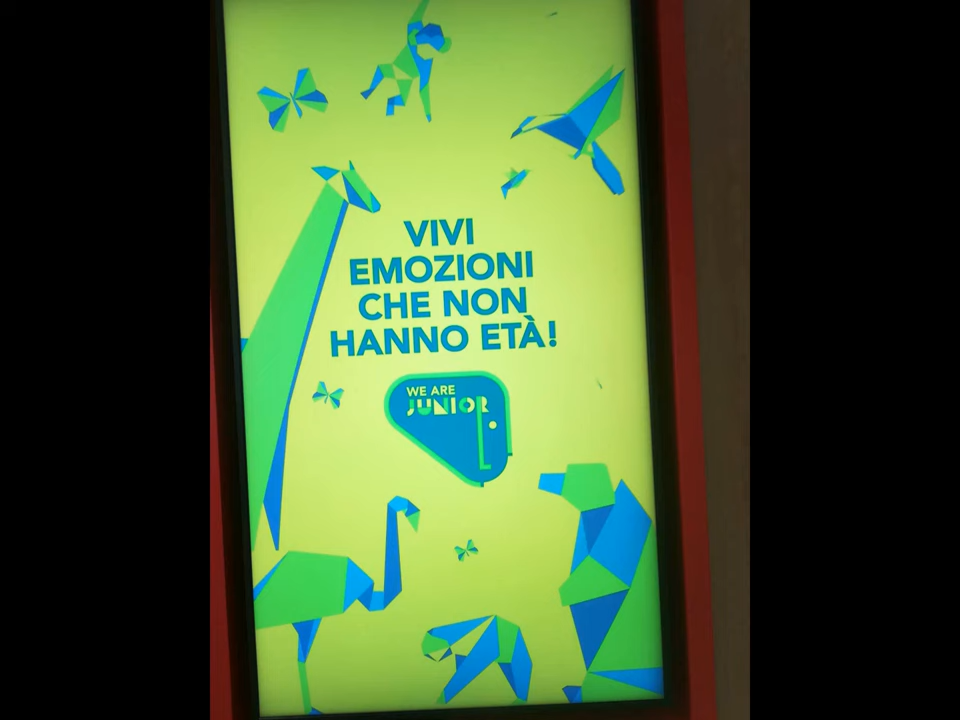 VIVI
EMOZIONI
CHE NON
HANNO ETÀ!
WE ARE
JUNIOR